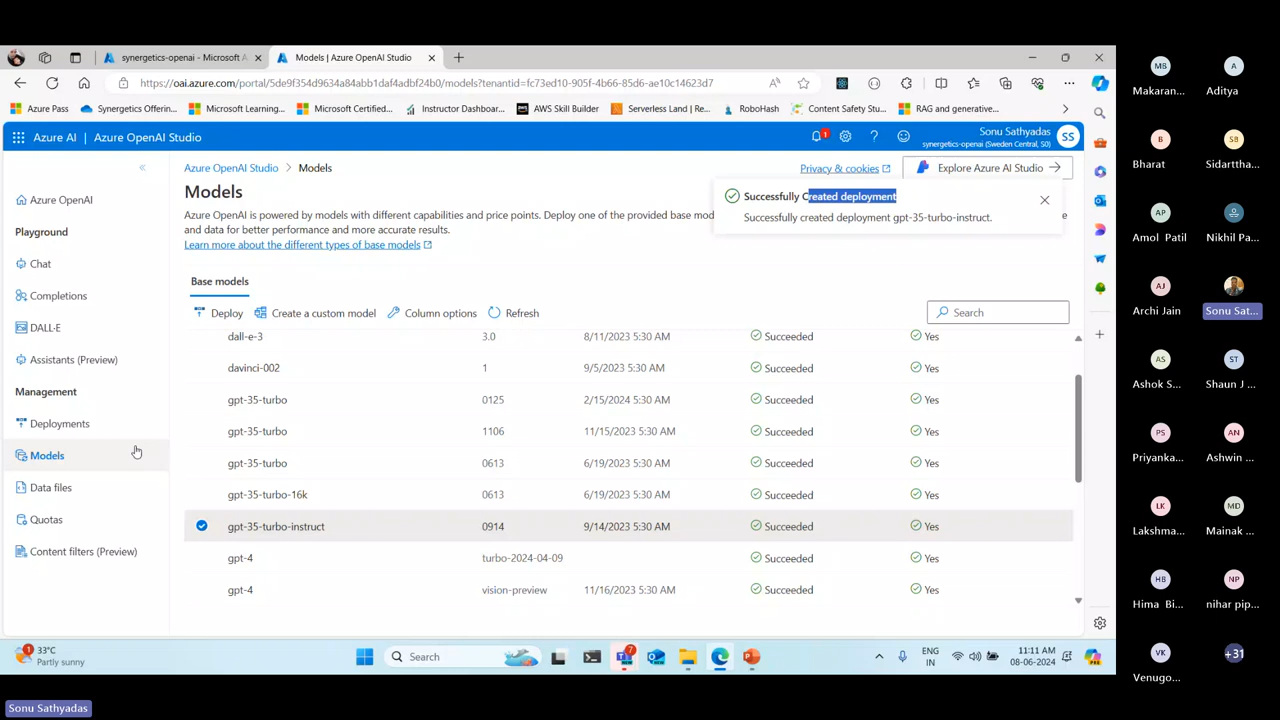 synergetics-openai - Microsoft A
Models | Azure OpenAI Studio
https://oai.azure.com/portal/5de9f354d9634a84abb1daf4adbf24b0/models?tenantid=fc73ed10-905f-4b66-85d6-ae10c14623d7
Azure Pass
Synergetics Offerin...
Microsoft Learning...
Microsoft Certified...
Instructor Dashboar...
AWS Skill Builder
Serverless Land | Re...
RoboHash
Content Safety Stu...
RAG and generative...
Azure AI | Azure OpenAI Studio
1
Sonu Sathyadas
synergetics-openai (Sweden Central, S0)
SS
Azure OpenAI Studio > Models
Privacy & cookies
Explore Azure AI Studio
Models
Azure OpenAI is powered by models with different capabilities and price points. Deploy one of the provided base mod
and data for better performance and more accurate results.
Learn more about the different types of base models
Successfully Created deployment
Successfully created deployment gpt-35-turbo-instruct.
Azure OpenAI
Playground
Chat
Completions
DALL-E
Assistants (Preview)
Management
Deployments
Models
Data files
Quotas
Content filters (Preview)
Base models
Deploy
Create a custom model
Column options
Refresh
Search
dall-e-3 3.0 8/11/2023 5:30 AM Succeeded Yes
davinci-002 1 9/5/2023 5:30 AM Succeeded Yes
gpt-35-turbo 0125 2/15/2024 5:30 AM Succeeded Yes
gpt-35-turbo 1106 11/15/2023 5:30 AM Succeeded Yes
gpt-35-turbo 0613 6/19/2023 5:30 AM Succeeded Yes
gpt-35-turbo-16k 0613 6/19/2023 5:30 AM Succeeded Yes
gpt-35-turbo-instruct 0914 9/14/2023 5:30 AM Succeeded Yes
gpt-4 turbo-2024-04-09 Succeeded Yes
gpt-4 vision-preview 11/16/2023 5:30 AM Succeeded Yes
1
33°C
Partly sunny
Search
7
ENG
IN
11:11 AM
08-06-2024
MB
Makaran...
A
Aditya
B
Bharat
SB
Sidarttha...
AP
Amol Patil
Nikhil Pa...
AJ
Archi Jain
Sonu Sat...
AS
Ashok S...
ST
Shaun J ...
PS
Priyanka...
AN
Ashwin ...
LK
Lakshma...
MD
Mainak ...
HB
Hima Bi...
NP
nihar pip...
VK
Venugo...
+31
Sonu Sathyadas